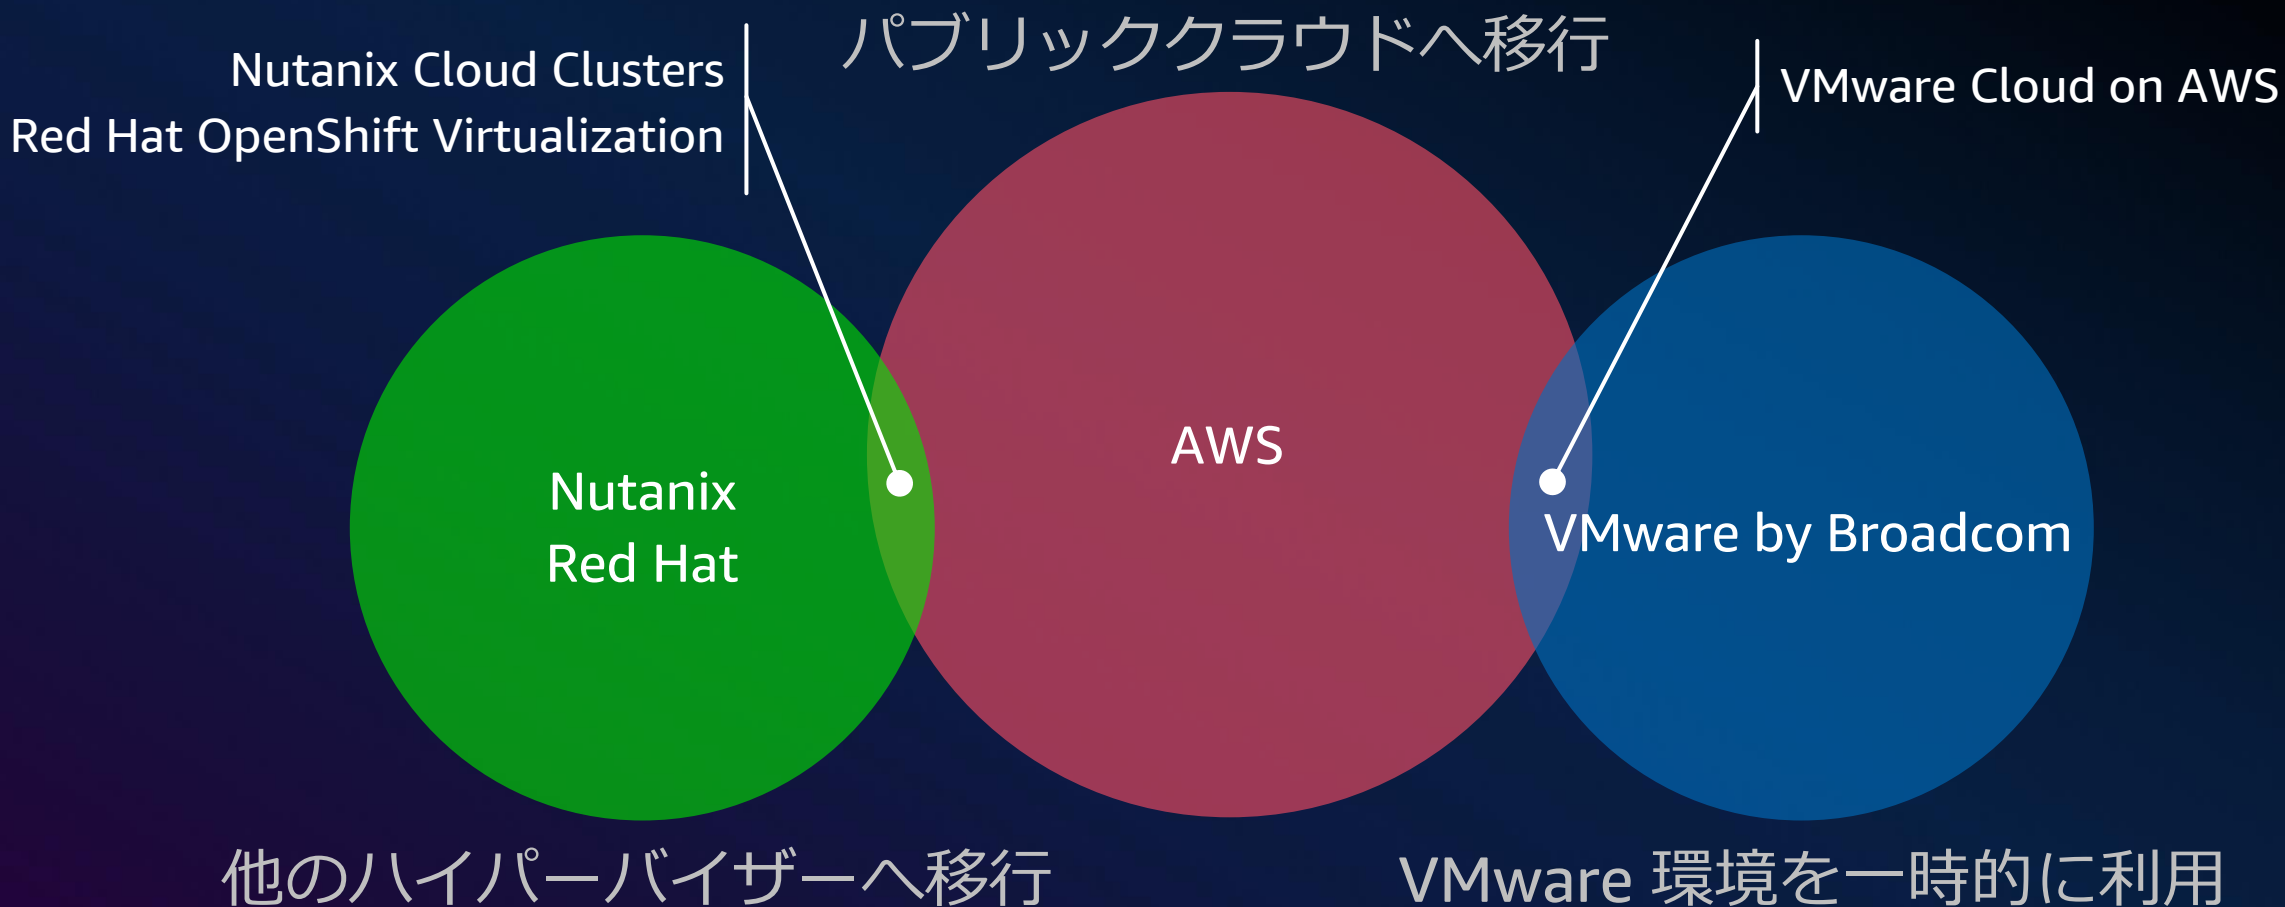 パブリッククラウドへ移行
Nutanix Cloud Clusters
Red Hat OpenShift Virtualization
VMware Cloud on AWS
AWS
Nutanix
Red Hat
VMware by Broadcom
他のハイパーバイザーへ移行
VMware 環境を一時的に利用